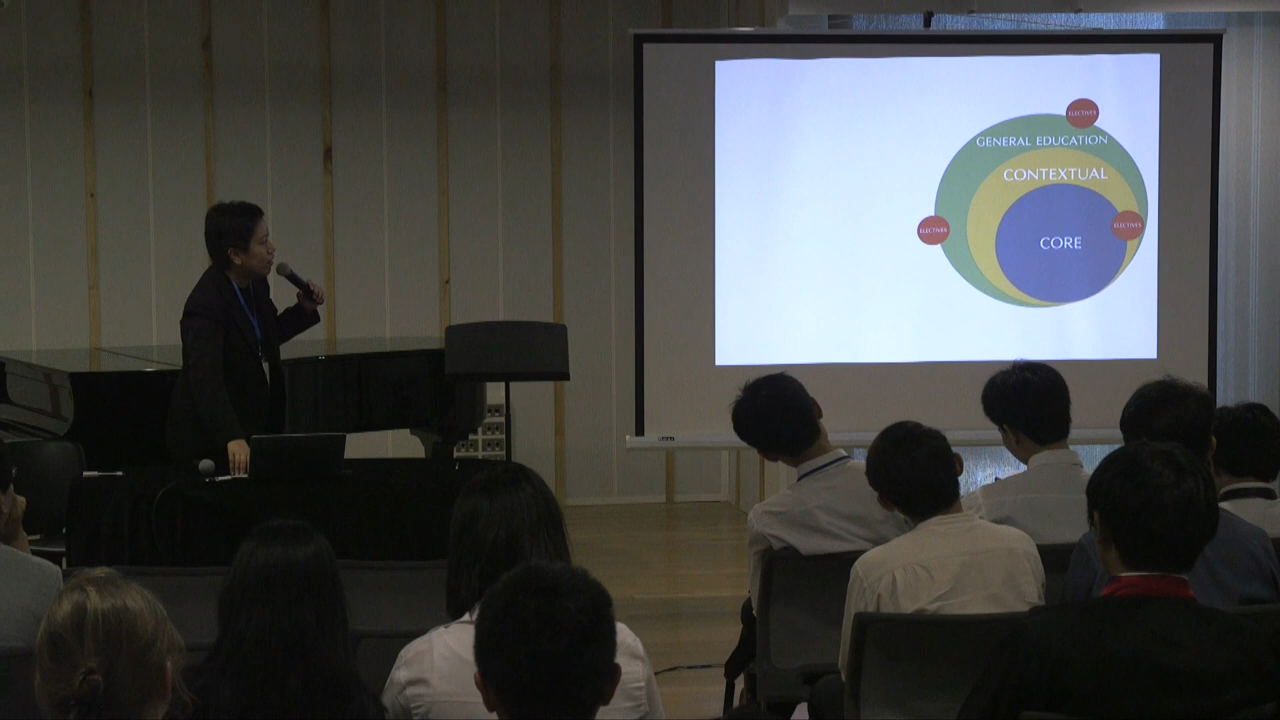 ELECTIVES
GENERAL EDUCATION
CONTEXTUAL
ELECTIVES
ELECTIVES
CORE